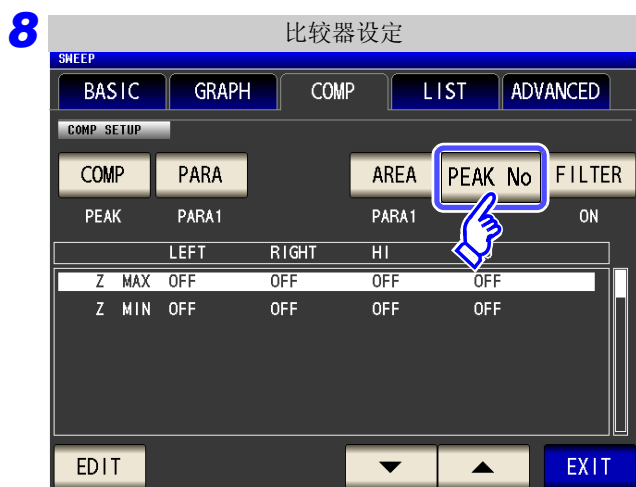 8
比较器设定
SWEEP
BASIC GRAPH COMP LIST ADVANCED
COMP SETUP
COMP PARA AREA PEAK No FILTER
PEAK PARA1 PARA1 ON
LEFT RIGHT HI
Z MAX OFF OFF OFF OFF
Z MIN OFF OFF OFF OFF
EDIT EXIT